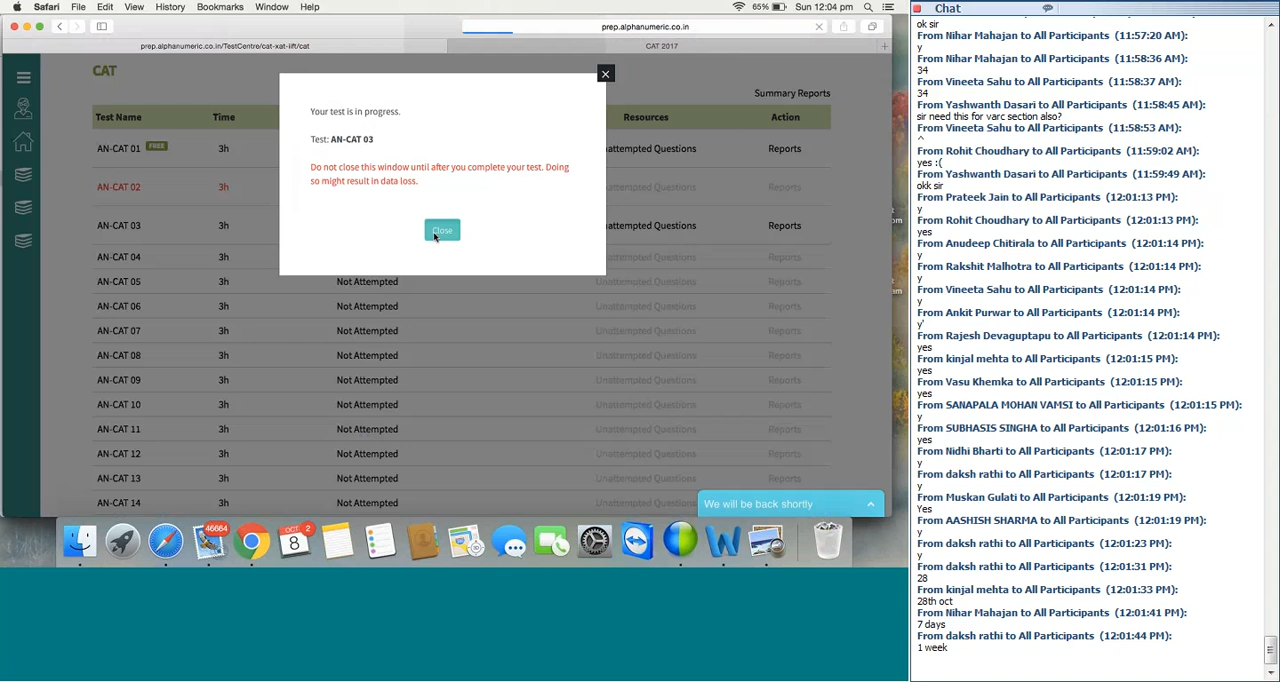 Safari File Edit View History Bookmarks Window Help
65% Sun 12:04 pm
prep.alphanumeric.co.in
prep.alphanumeric.co.in/TestCentre/cat-xat-iift/cat
CAT 2017
CAT
Summary Reports
Test Name Time Resources Action
AN-CAT 01 FREE 3h attempted Questions Reports
AN-CAT 02 3h attempted Questions Reports
AN-CAT 03 3h attempted Questions Reports
AN-CAT 04 3h Unattempted Questions Reports
AN-CAT 05 3h Not Attempted Unattempted Questions Reports
AN-CAT 06 3h Not Attempted Unattempted Questions Reports
AN-CAT 07 3h Not Attempted Unattempted Questions Reports
AN-CAT 08 3h Not Attempted Unattempted Questions Reports
AN-CAT 09 3h Not Attempted Unattempted Questions Reports
AN-CAT 10 3h Not Attempted Unattempted Questions Reports
AN-CAT 11 3h Not Attempted Unattempted Questions Reports
AN-CAT 12 3h Not Attempted Unattempted Questions Reports
AN-CAT 13 3h Not Attempted Unattempted Questions Reports
AN-CAT 14 3h Not Attempted Unattempted Questions Reports
Your test is in progress.
Test: AN-CAT 03
Do not close this window until after you complete your test. Doing
so might result in data loss.
Close
We will be back shortly
46664
OCT 2
8
Chat
ok sir
From Nihar Mahajan to All Participants (11:57:20 AM):
y
From Nihar Mahajan to All Participants (11:58:36 AM):
34
From Vineeta Sahu to All Participants (11:58:37 AM):
34
From Yashwanth Dasari to All Participants (11:58:45 AM):
sir need this for varc section also?
From Vineeta Sahu to All Participants (11:58:53 AM):
^
From Rohit Choudhary to All Participants (11:59:02 AM):
yes :(
From Yashwanth Dasari to All Participants (11:59:49 AM):
okk sir
From Prateek Jain to All Participants (12:01:13 PM):
y
From Rohit Choudhary to All Participants (12:01:13 PM):
yes
From Anudeep Chitirala to All Participants (12:01:14 PM):
y
From Rakshit Malhotra to All Participants (12:01:14 PM):
y
From Vineeta Sahu to All Participants (12:01:14 PM):
y
From Ankit Purwar to All Participants (12:01:14 PM):
y'
From Rajesh Devaguptapu to All Participants (12:01:14 PM):
yes
From kinjal mehta to All Participants (12:01:15 PM):
yes
From Vasu Khemka to All Participants (12:01:15 PM):
yes
From SANAPALA MOHAN VAMSI to All Participants (12:01:15 PM):
y
From SUBHASIS SINGHA to All Participants (12:01:16 PM):
yes
From Nidhi Bharti to All Participants (12:01:17 PM):
y
From daksh rathi to All Participants (12:01:17 PM):
y
From Muskan Gulati to All Participants (12:01:19 PM):
Yes
From AASHISH SHARMA to All Participants (12:01:19 PM):
y
From daksh rathi to All Participants (12:01:23 PM):
y
From daksh rathi to All Participants (12:01:31 PM):
28
From kinjal mehta to All Participants (12:01:33 PM):
28th oct
From Nihar Mahajan to All Participants (12:01:41 PM):
7 days
From daksh rathi to All Participants (12:01:44 PM):
1 week